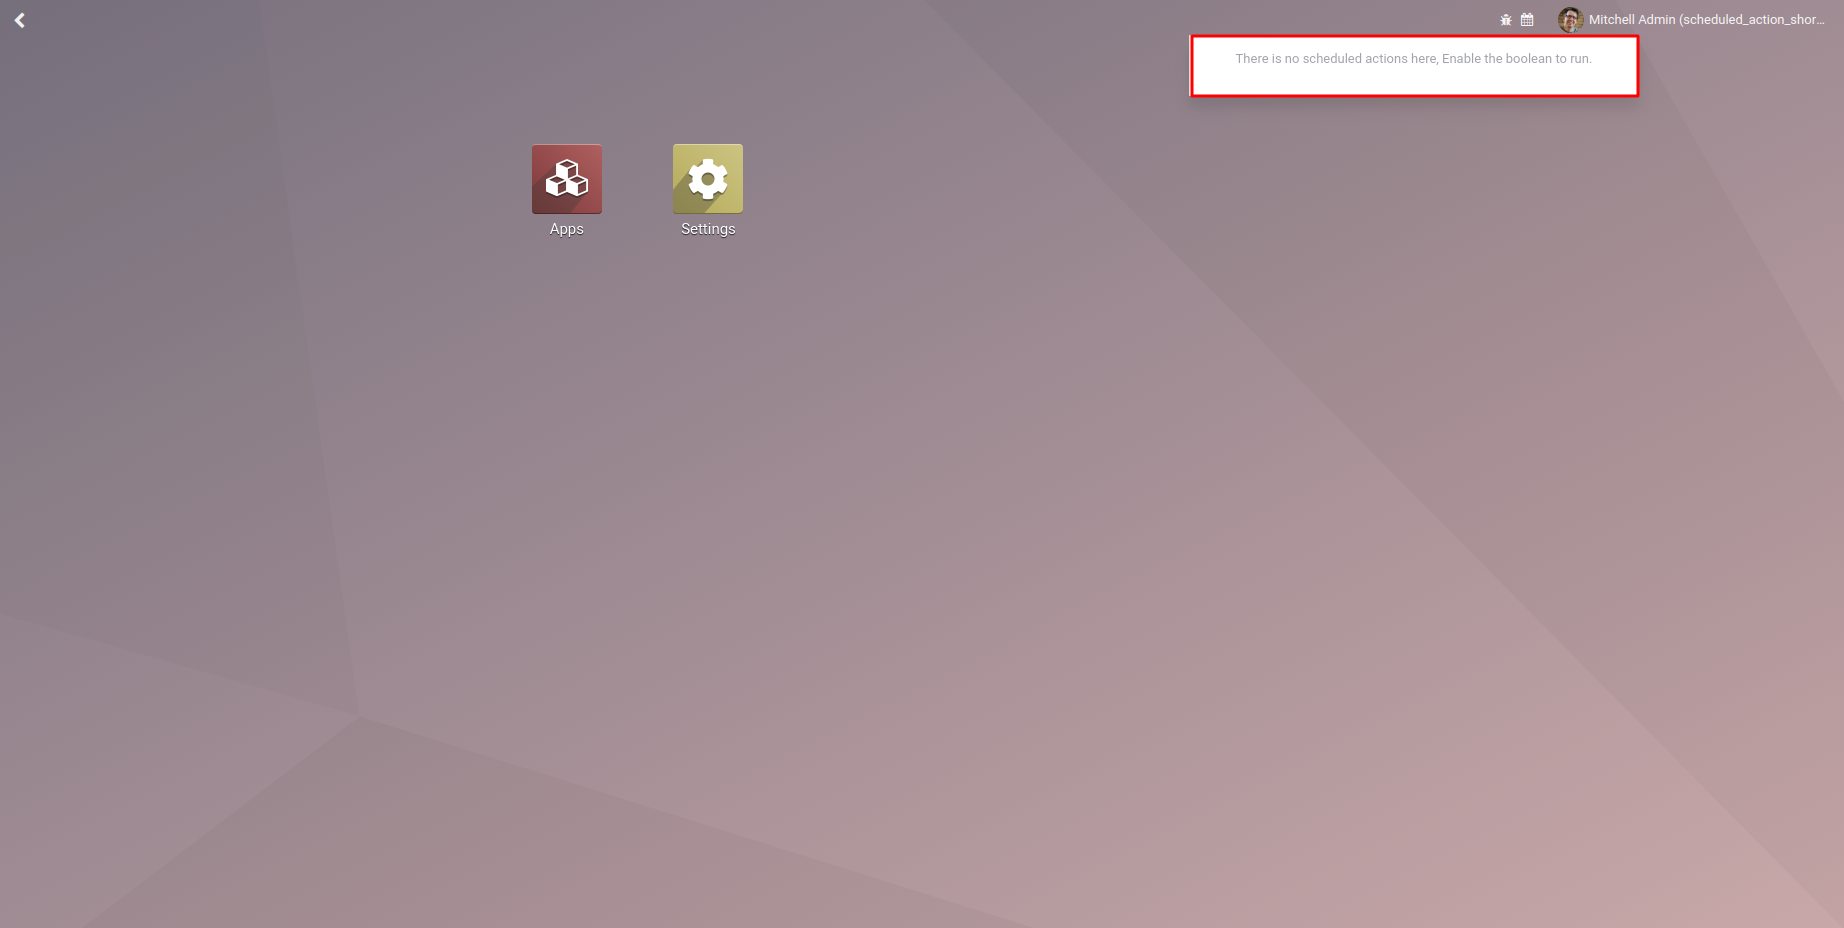 Mitchell Admin (scheduled_action_shor...
There is no scheduled actions here, Enable the boolean to run.
Apps
Settings